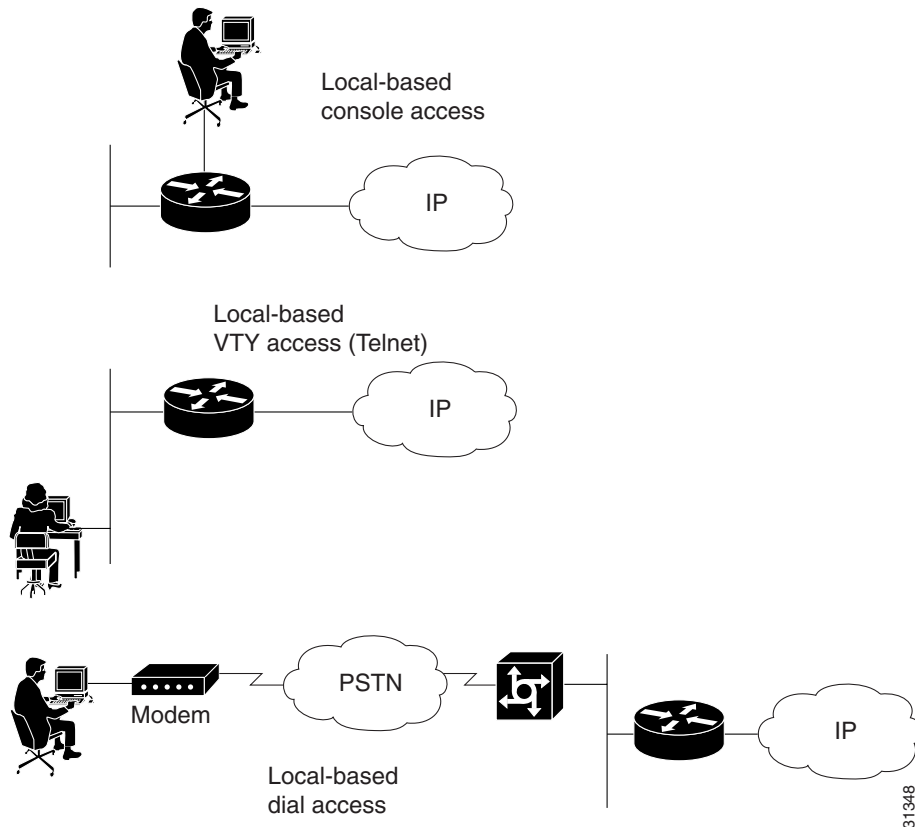 Local-based
console access
IP
Local-based
VTY access (Telnet)
IP
PSTN
Modem
IP
Local-based
dial access
31348